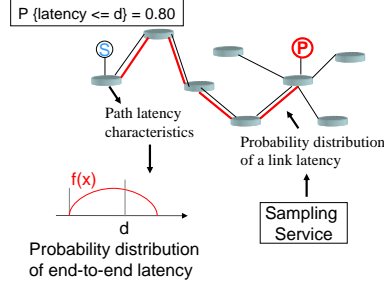 P {latency <= d} = 0.80
S
P
Path latency
characteristics
Probability distribution
of a link latency
f(x)
d
Sampling
Service
Probability distribution
of end-to-end latency